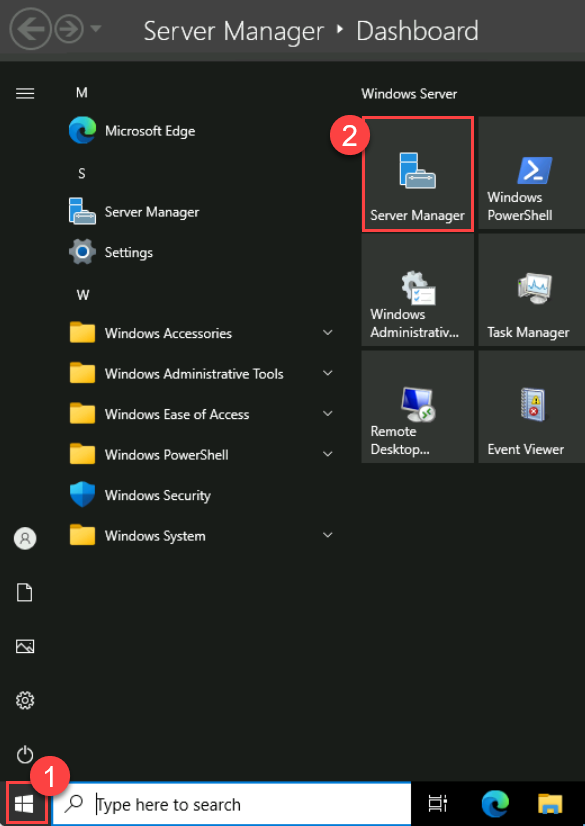 Server Manager ‣ Dashboard
M
Microsoft Edge
S
Server Manager
Settings
W
Windows Accessories
Windows Administrative Tools
Windows Ease of Access
Windows PowerShell
Windows Security
Windows System
Windows Server
2
Server Manager
Windows
PowerShell
Windows
Administrativ...
Task Manager
Remote
Desktop...
Event Viewer
1
Type here to search